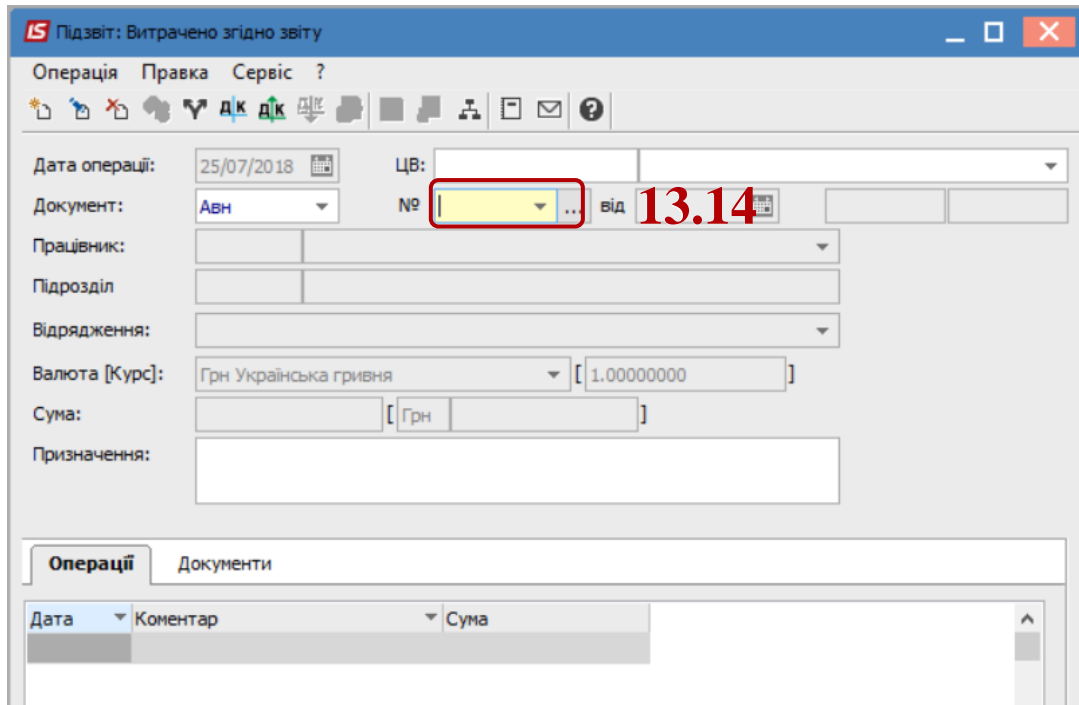 IS Підзвіт: Витрачено згідно звіту
Операція Правка Сервіс ?
Дата операції: 25/07/2018 ЦВ:
Документ: Авн № ... від 13.14
Працівник:
Підрозділ
Відрядження:
Валюта [Курс]: Грн Українська гривня [ 1.00000000 ]
Сума: [ Грн ]
Призначення:
Операції Документи
Дата Коментар Сума